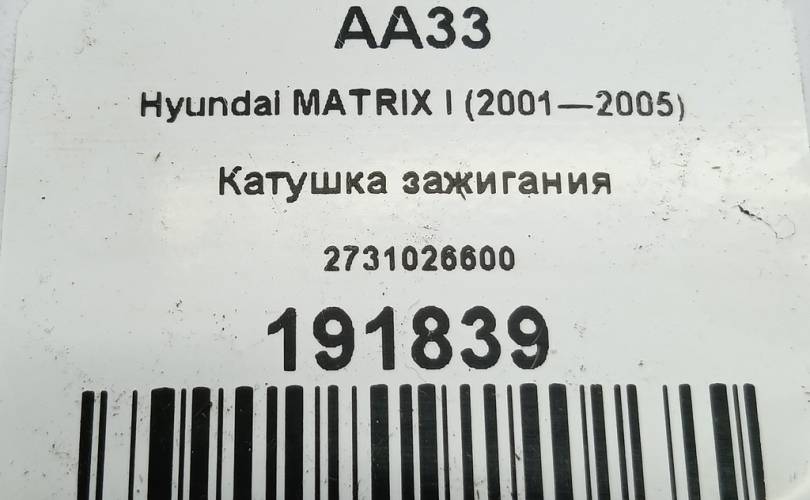 AA33
Hyundai MATRIX I (2001—2005)
Катушка зажигания
2731026600
191839